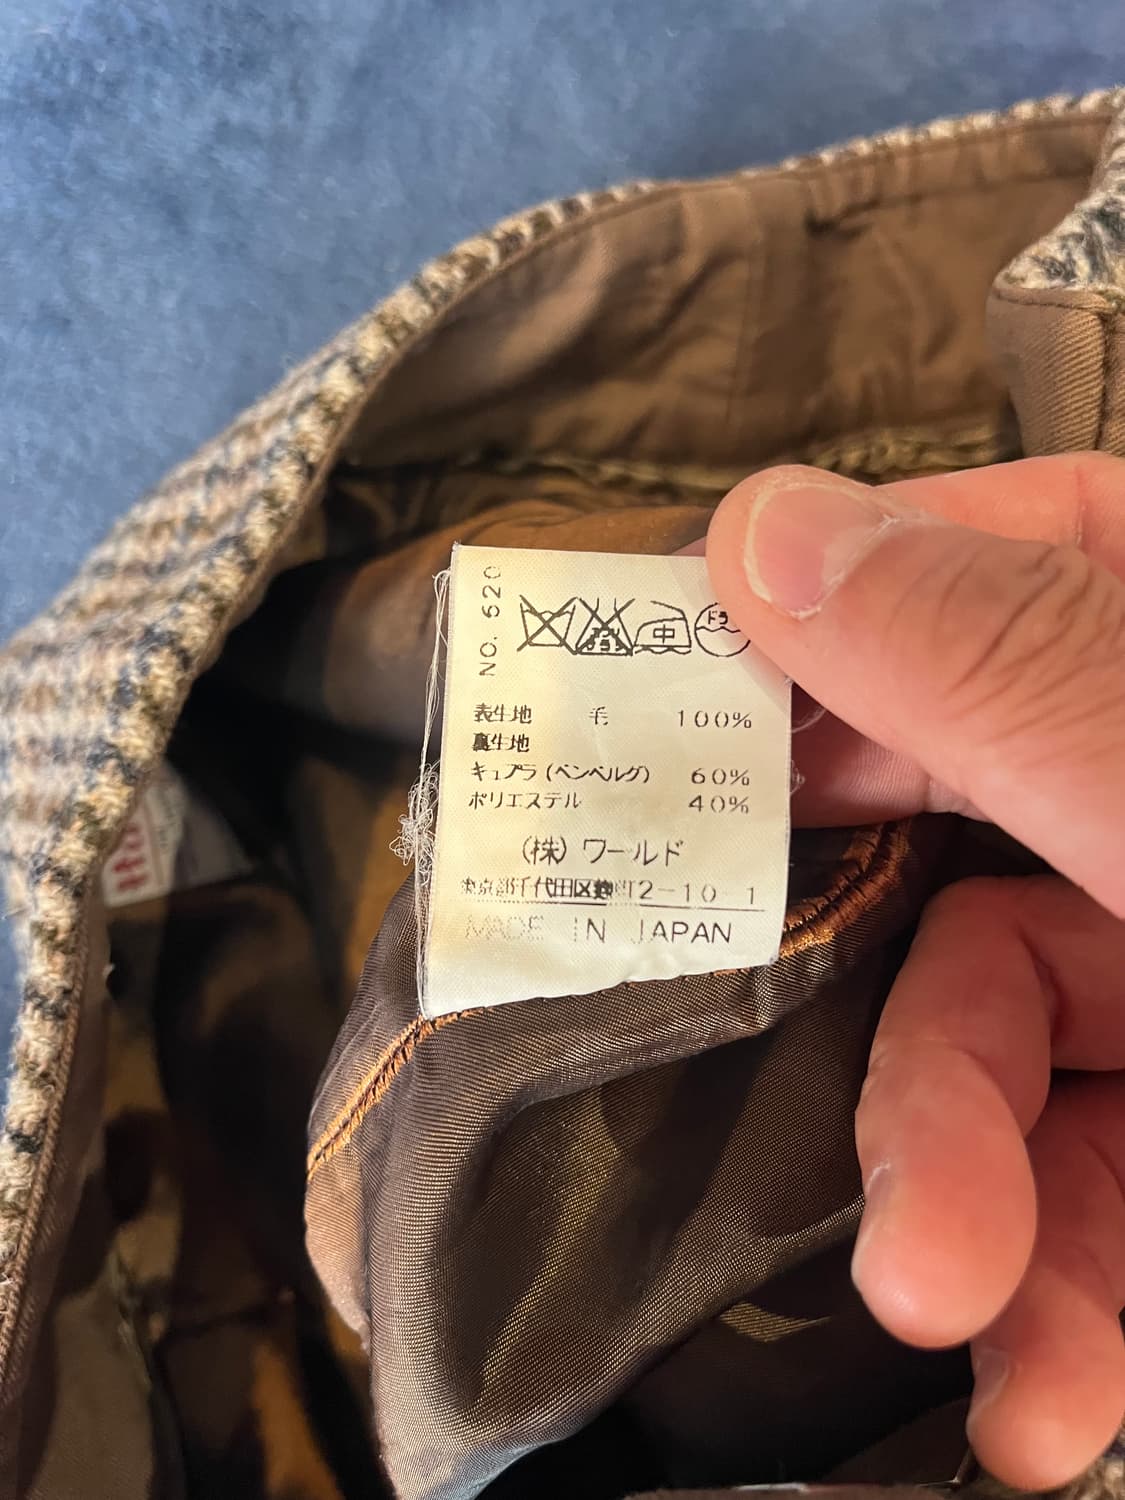 NO. 520
中
ドラ
表生地 毛 100%
裏生地
キュプラ(ベンベルグ) 60%
ポリエステル 40%
(株) ワールド
東京都千代田区麹町2-10 1
MADE IN JAPAN